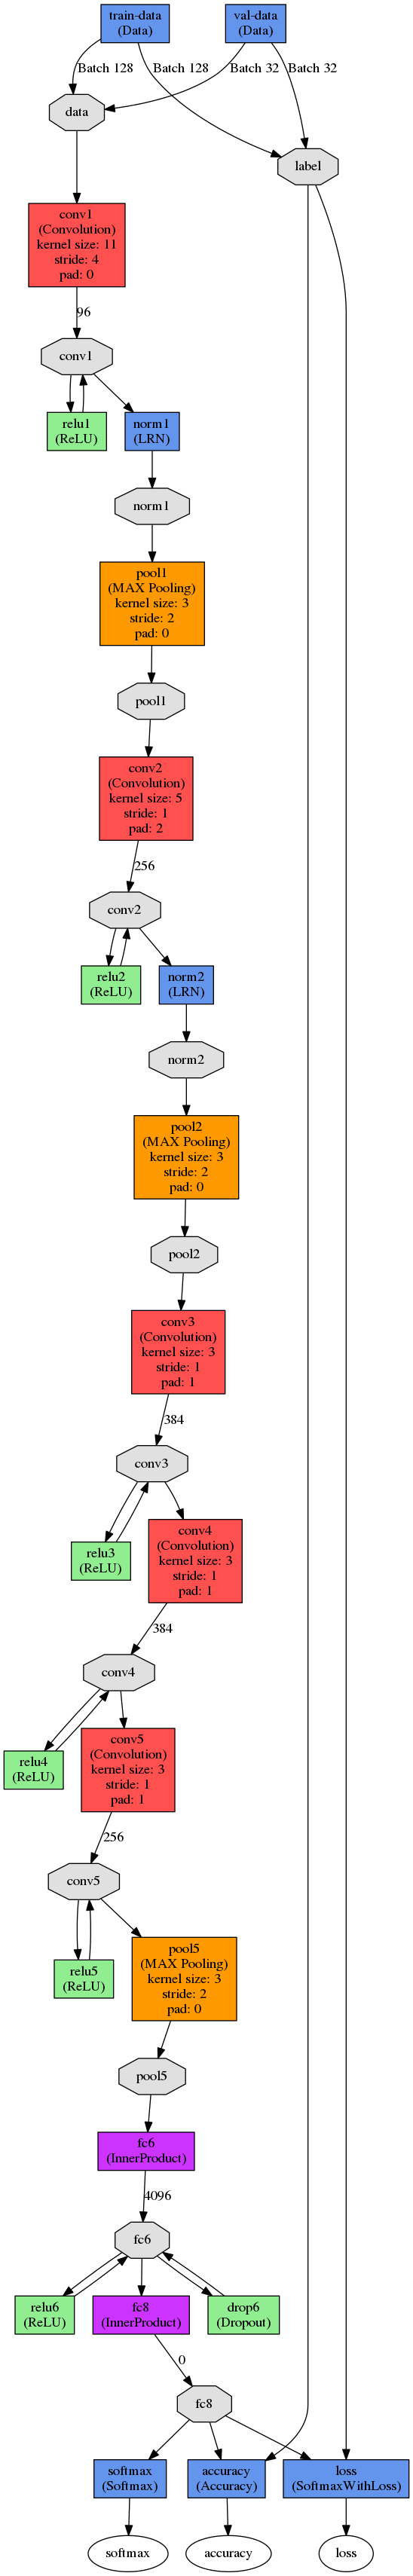 train-data
(Data)
val-data
(Data)
Batch 128
Batch 128
Batch 32
Batch 32
data
label
conv1
(Convolution)
kernel size: 11
stride: 4
pad: 0
96
conv1
relu1
(ReLU)
norm1
(LRN)
norm1
pool1
(MAX Pooling)
kernel size: 3
stride: 2
pad: 0
pool1
conv2
(Convolution)
kernel size: 5
stride: 1
pad: 2
256
conv2
relu2
(ReLU)
norm2
(LRN)
norm2
pool2
(MAX Pooling)
kernel size: 3
stride: 2
pad: 0
pool2
conv3
(Convolution)
kernel size: 3
stride: 1
pad: 1
384
conv3
relu3
(ReLU)
conv4
(Convolution)
kernel size: 3
stride: 1
pad: 1
384
conv4
relu4
(ReLU)
conv5
(Convolution)
kernel size: 3
stride: 1
pad: 1
256
conv5
relu5
(ReLU)
pool5
(MAX Pooling)
kernel size: 3
stride: 2
pad: 0
pool5
fc6
(InnerProduct)
4096
fc6
relu6
(ReLU)
fc8
(InnerProduct)
drop6
(Dropout)
0
fc8
softmax
(Softmax)
accuracy
(Accuracy)
loss
(SoftmaxWithLoss)
softmax
accuracy
loss